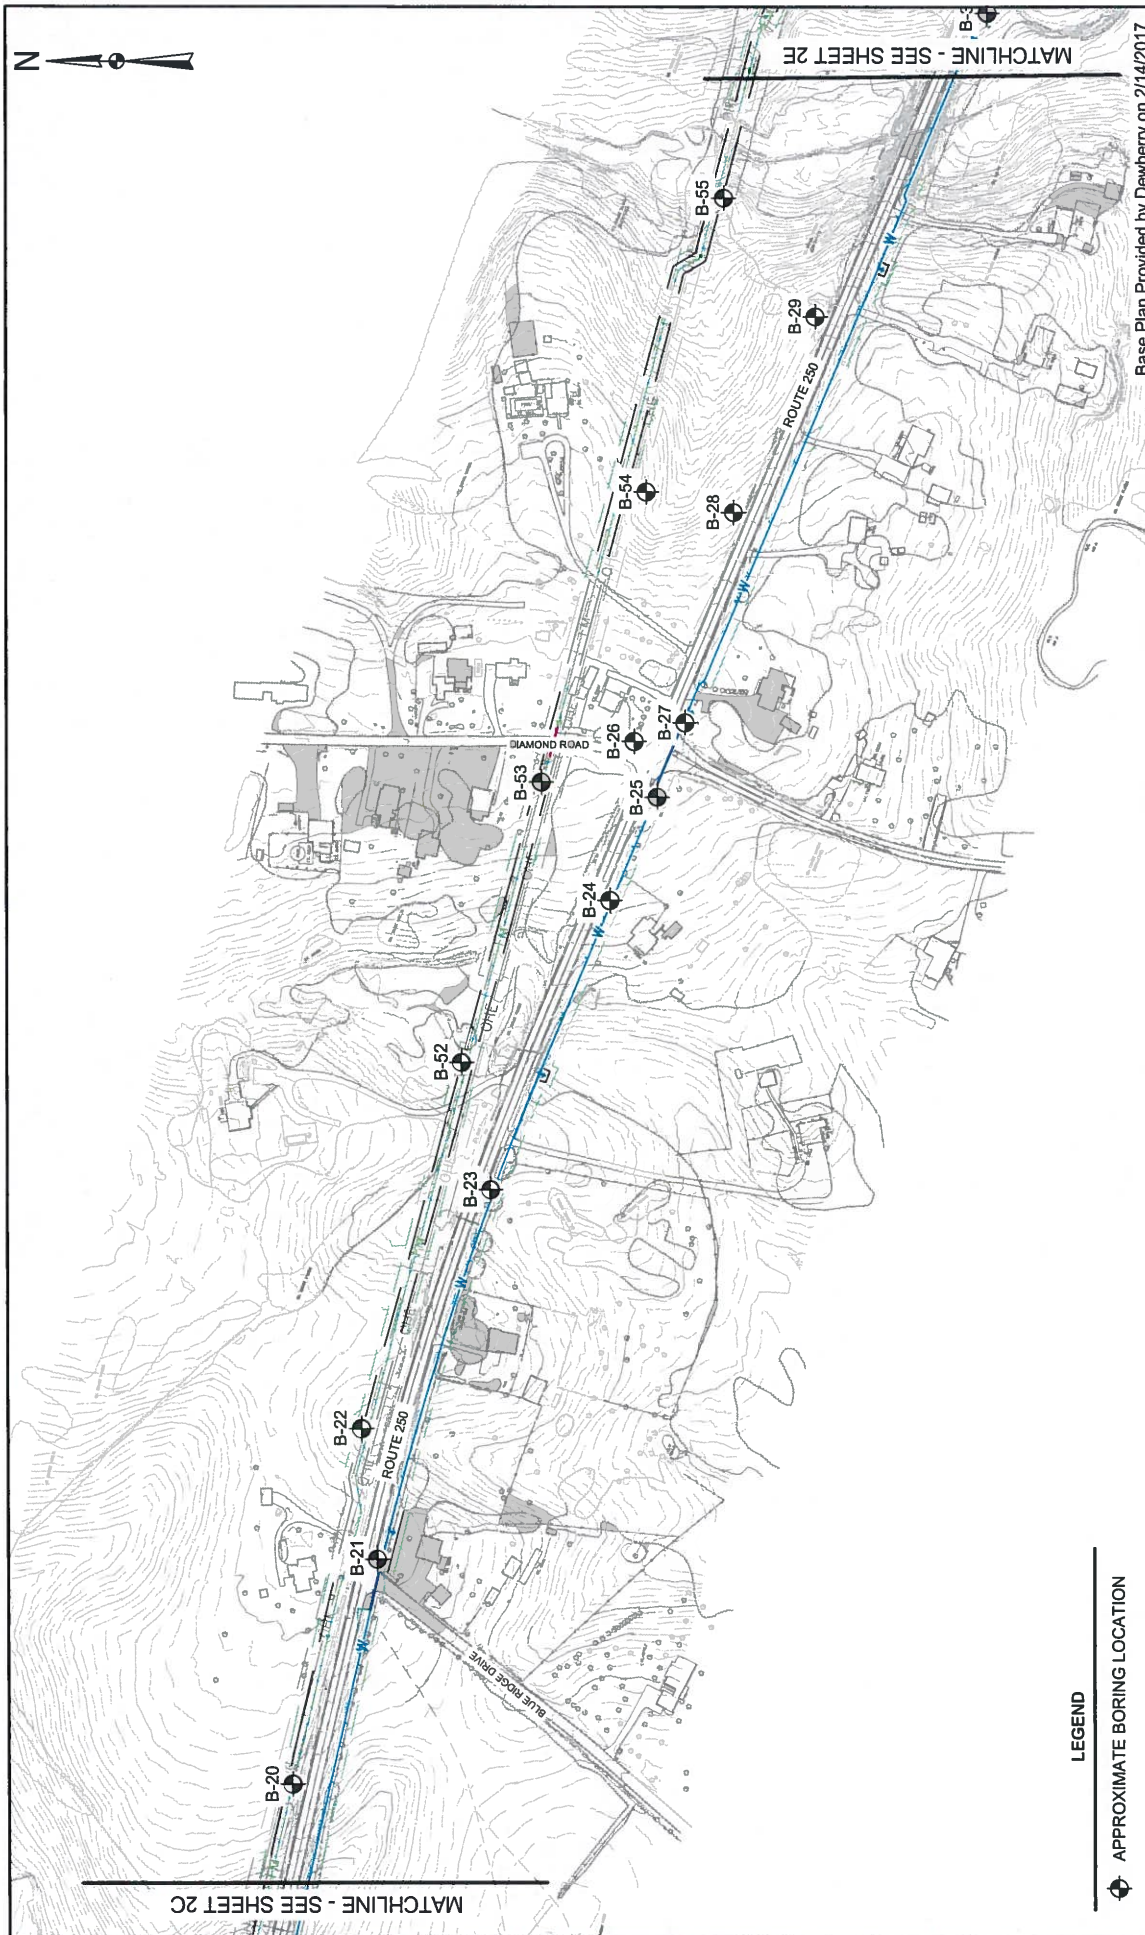 N
MATCHLINE - SEE SHEET 2C
MATCHLINE - SEE SHEET 2E
B-20
B-21
B-22
ROUTE 250
BLUE RIDGE DRIVE
B-23
B-52
OHE
B-24
B-53
DIAMOND ROAD
B-25
B-26
B-27
B-54
B-28
ROUTE 250
B-29
B-55
B-3
W
W
W
W
W
Base Plan Provided by Dewberry on 2/14/2017
LEGEND
APPROXIMATE BORING LOCATION